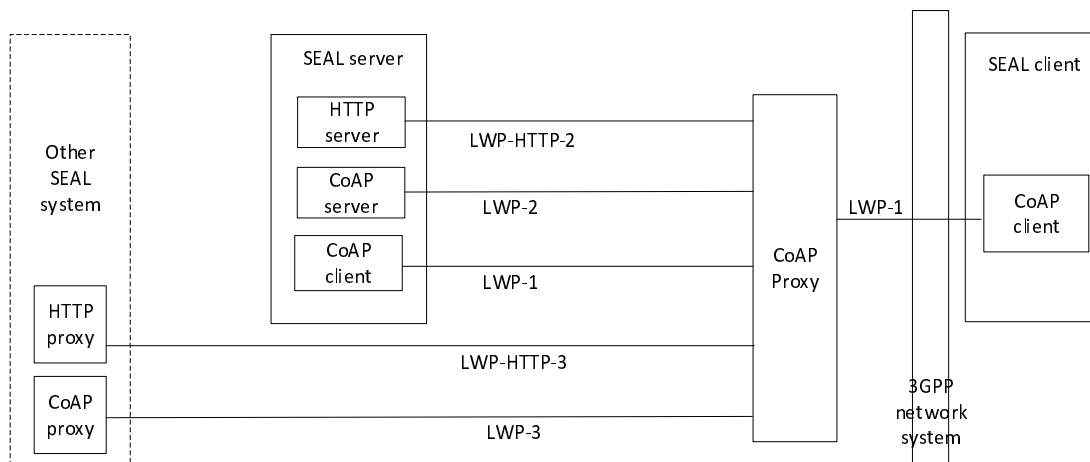 SEAL server
SEAL client
HTTP
server
LWP-HTTP-2
Other
SEAL
system
CoAP
server
LWP-2
LWP-1
CoAP
client
CoAP
client
LWP-1
CoAP
Proxy
HTTP
proxy
LWP-HTTP-3
3GPP
network
system
CoAP
proxy
LWP-3